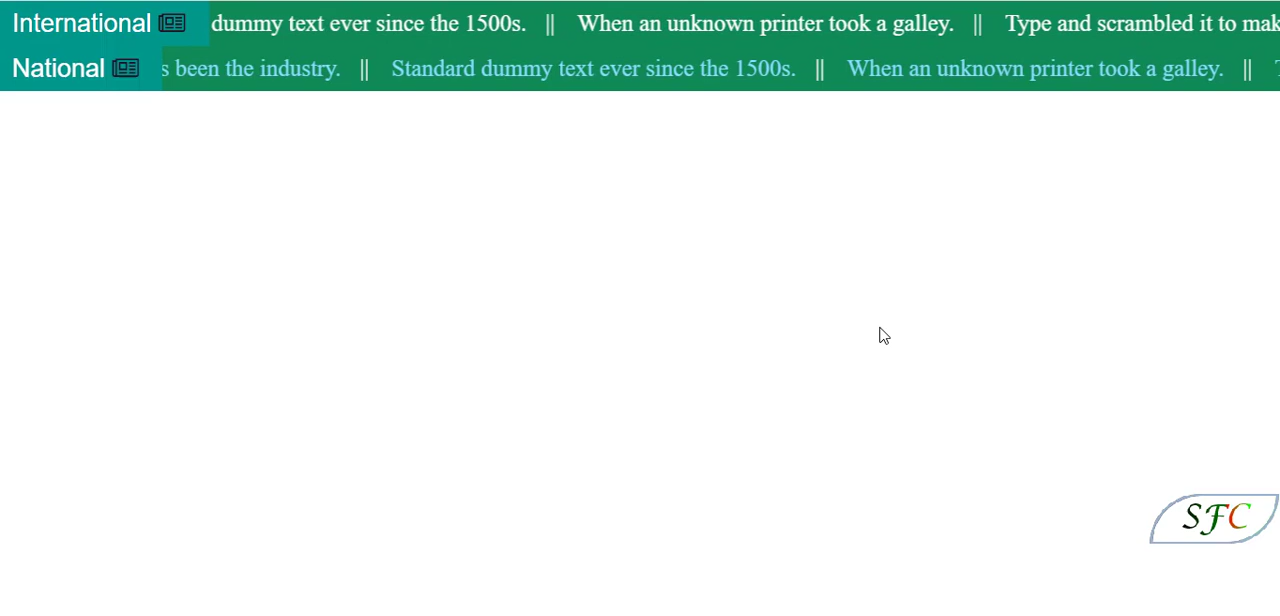 International dummy text ever since the 1500s. || When an unknown printer took a galley. || Type and scrambled it to mak
National s been the industry. || Standard dummy text ever since the 1500s. || When an unknown printer took a galley. ||
SFC